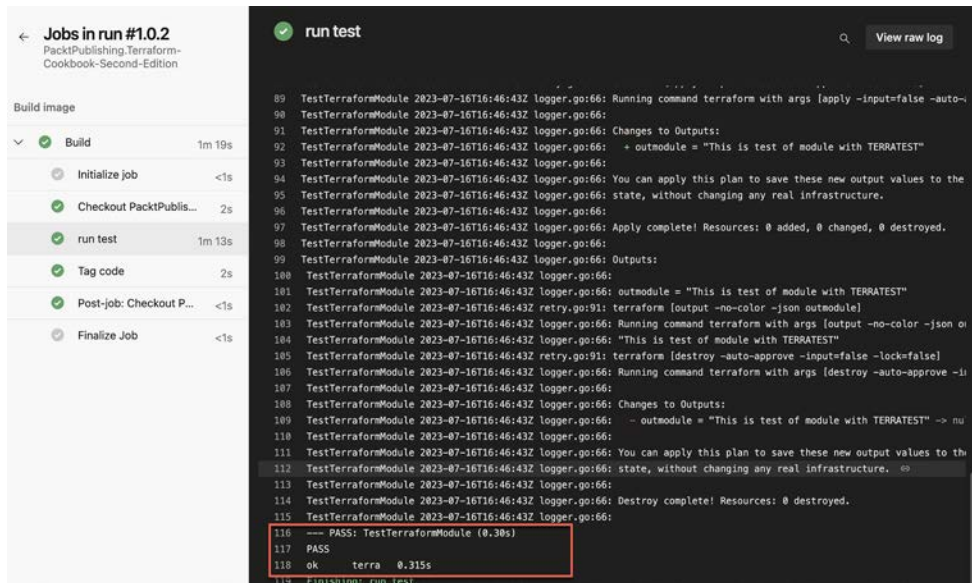 Jobs in run #1.0.2
PacktPublishing.Terraform-
Cookbook-Second-Edition
Build image
Build 1m 19s
Initialize job <1s
Checkout PacktPublis... 2s
run test 1m 13s
Tag code 2s
Post-job: Checkout P... <1s
Finalize Job <1s
run test
View raw log
89 TestTerraformModule 2023-07-16T16:46:43Z logger.go:66: Running command terraform with args [apply -input=false -auto-
90 TestTerraformModule 2023-07-16T16:46:43Z logger.go:66:
91 TestTerraformModule 2023-07-16T16:46:43Z logger.go:66: Changes to Outputs:
92 TestTerraformModule 2023-07-16T16:46:43Z logger.go:66:   + outmodule = "This is test of module with TERRATEST"
93 TestTerraformModule 2023-07-16T16:46:43Z logger.go:66:
94 TestTerraformModule 2023-07-16T16:46:43Z logger.go:66: You can apply this plan to save these new output values to the
95 TestTerraformModule 2023-07-16T16:46:43Z logger.go:66: state, without changing any real infrastructure.
96 TestTerraformModule 2023-07-16T16:46:43Z logger.go:66:
97 TestTerraformModule 2023-07-16T16:46:43Z logger.go:66: Apply complete! Resources: 0 added, 0 changed, 0 destroyed.
98 TestTerraformModule 2023-07-16T16:46:43Z logger.go:66:
99 TestTerraformModule 2023-07-16T16:46:43Z logger.go:66: Outputs:
100 TestTerraformModule 2023-07-16T16:46:43Z logger.go:66:
101 TestTerraformModule 2023-07-16T16:46:43Z logger.go:66: outmodule = "This is test of module with TERRATEST"
102 TestTerraformModule 2023-07-16T16:46:43Z retry.go:91: terraform [output -no-color -json outmodule]
103 TestTerraformModule 2023-07-16T16:46:43Z logger.go:66: Running command terraform with args [output -no-color -json
104 TestTerraformModule 2023-07-16T16:46:43Z logger.go:66: "This is test of module with TERRATEST"
105 TestTerraformModule 2023-07-16T16:46:43Z retry.go:91: terraform [destroy -auto-approve -input=false -lock=false]
106 TestTerraformModule 2023-07-16T16:46:43Z logger.go:66: Running command terraform with args [destroy -auto-approve
107 TestTerraformModule 2023-07-16T16:46:43Z logger.go:66:
108 TestTerraformModule 2023-07-16T16:46:43Z logger.go:66: Changes to Outputs:
109 TestTerraformModule 2023-07-16T16:46:43Z logger.go:66:   - outmodule = "This is test of module with TERRATEST" -> nu
110 TestTerraformModule 2023-07-16T16:46:43Z logger.go:66:
111 TestTerraformModule 2023-07-16T16:46:43Z logger.go:66: You can apply this plan to save these new output values to the
112 TestTerraformModule 2023-07-16T16:46:43Z logger.go:66: state, without changing any real infrastructure.
113 TestTerraformModule 2023-07-16T16:46:43Z logger.go:66:
114 TestTerraformModule 2023-07-16T16:46:43Z logger.go:66: Destroy complete! Resources: 0 destroyed.
115 TestTerraformModule 2023-07-16T16:46:43Z logger.go:66:
116 --- PASS: TestTerraformModule (0.30s)
117 PASS
118 ok terra 0.315s
119 Finishing: run test